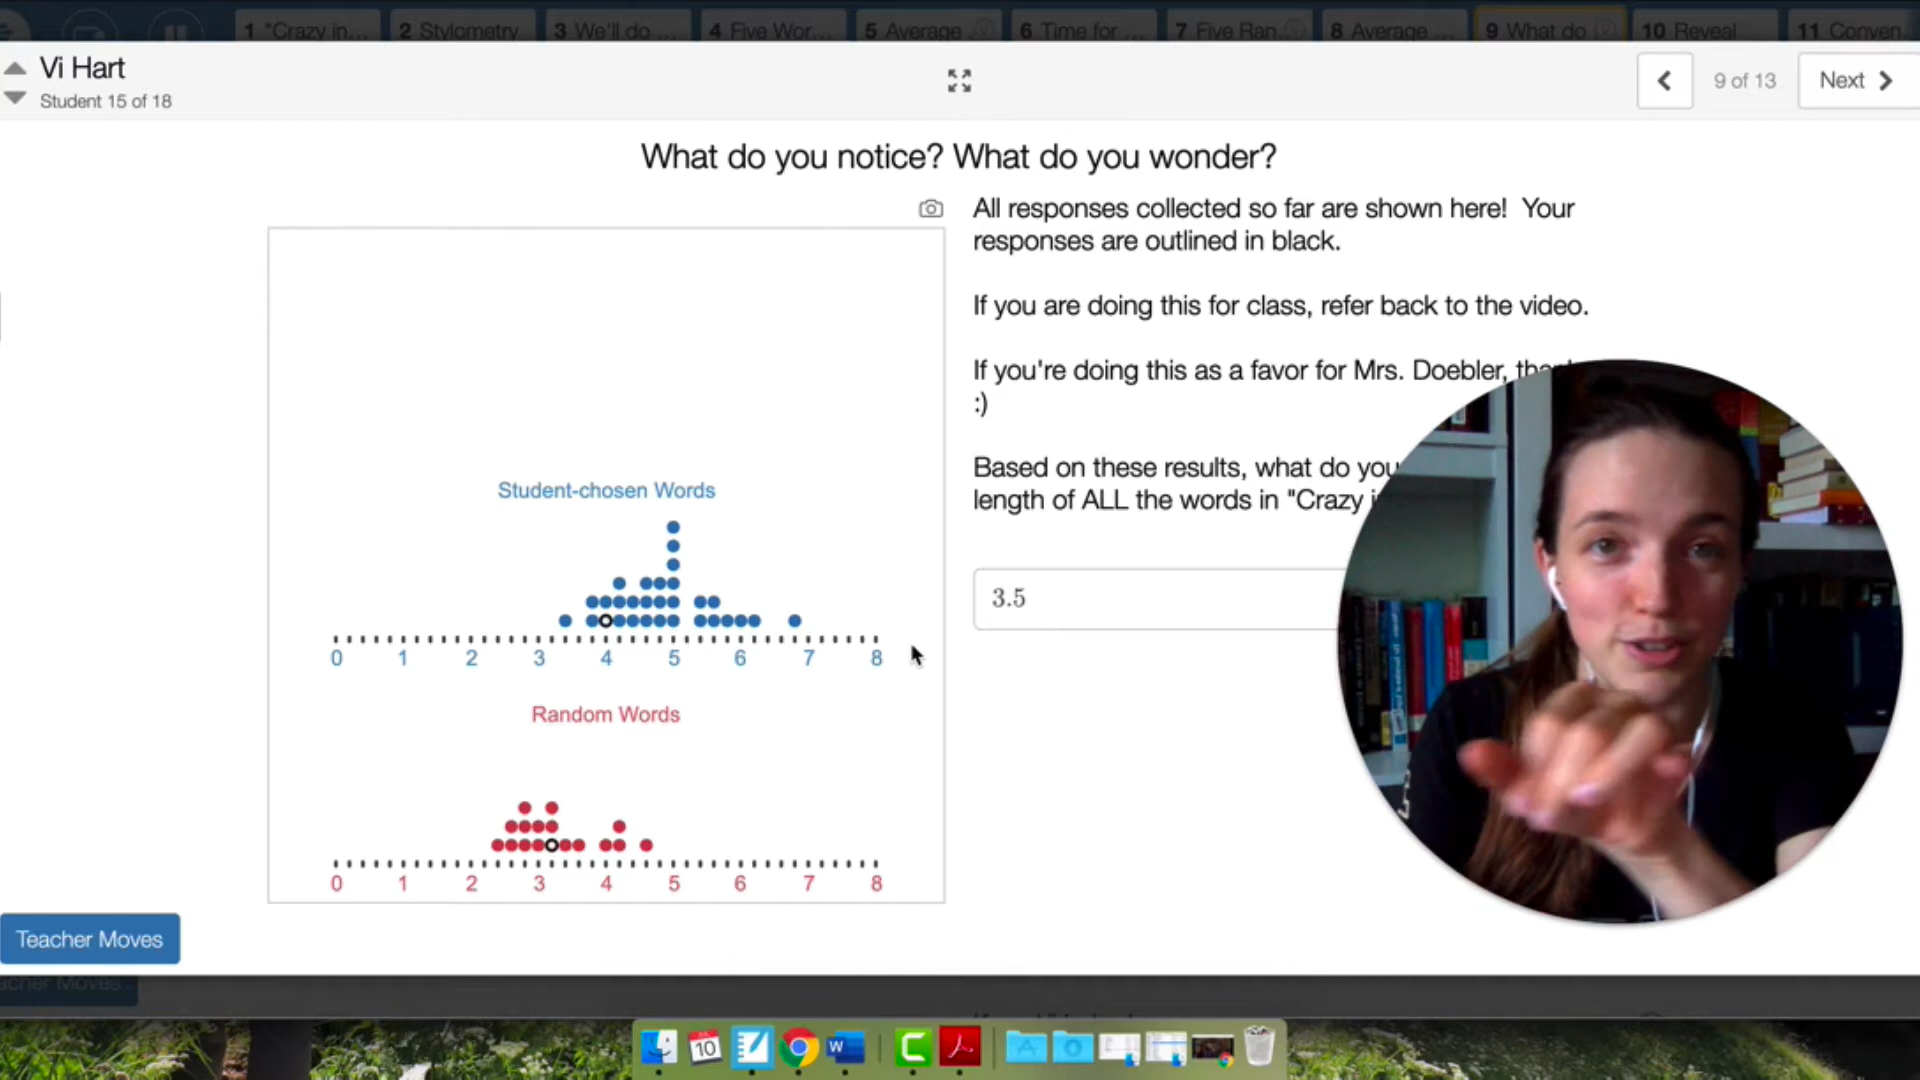 1 "Crazy in...
2 Stylometry
3 We'll do ...
4 Five Wor...
5 Average
6 Time for ...
7 Five Ran
8 Average ...
9 What do
10 Reveal
11 Conven
Vi Hart
Student 15 of 18
9 of 13
Next
What do you notice? What do you wonder?
All responses collected so far are shown here! Your
responses are outlined in black.
If you are doing this for class, refer back to the video.
If you're doing this as a favor for Mrs. Doebler,
:)
Based on these results, what do you
length of ALL the words in "Crazy
3.5
Student-chosen Words
0 1 2 3 4 5 6 7 8
Random Words
0 1 2 3 4 5 6 7 8
Teacher Moves
acher Moves
10
W